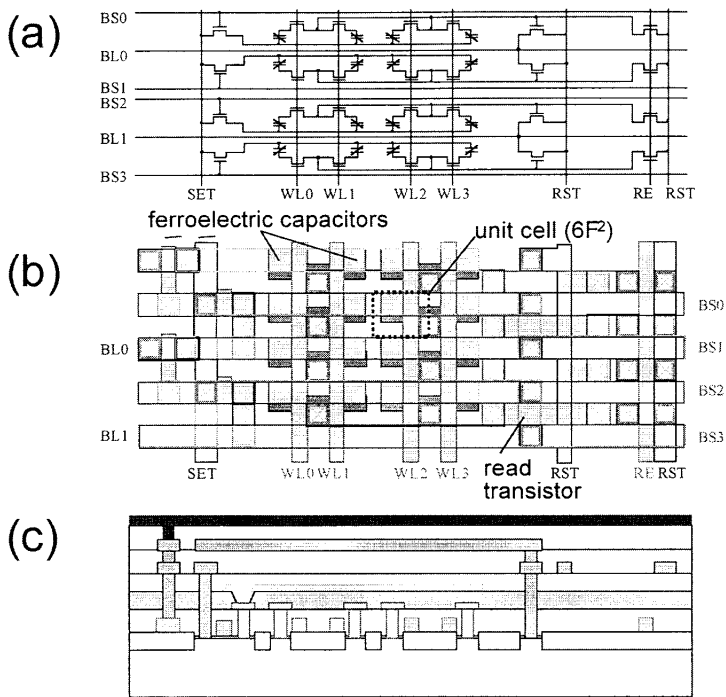 (a)
BS0
BL0
BS1
BS2
BL1
BS3
SET WL0 WL1 WL2 WL3 RST RE RST
ferroelectric capacitors
unit cell (6F²)
(b)
BS0
BL0
BS1
BS2
BL1
BS3
SET WL0 WL1 WL2 WL3 read transistor RST RE RST
(c)